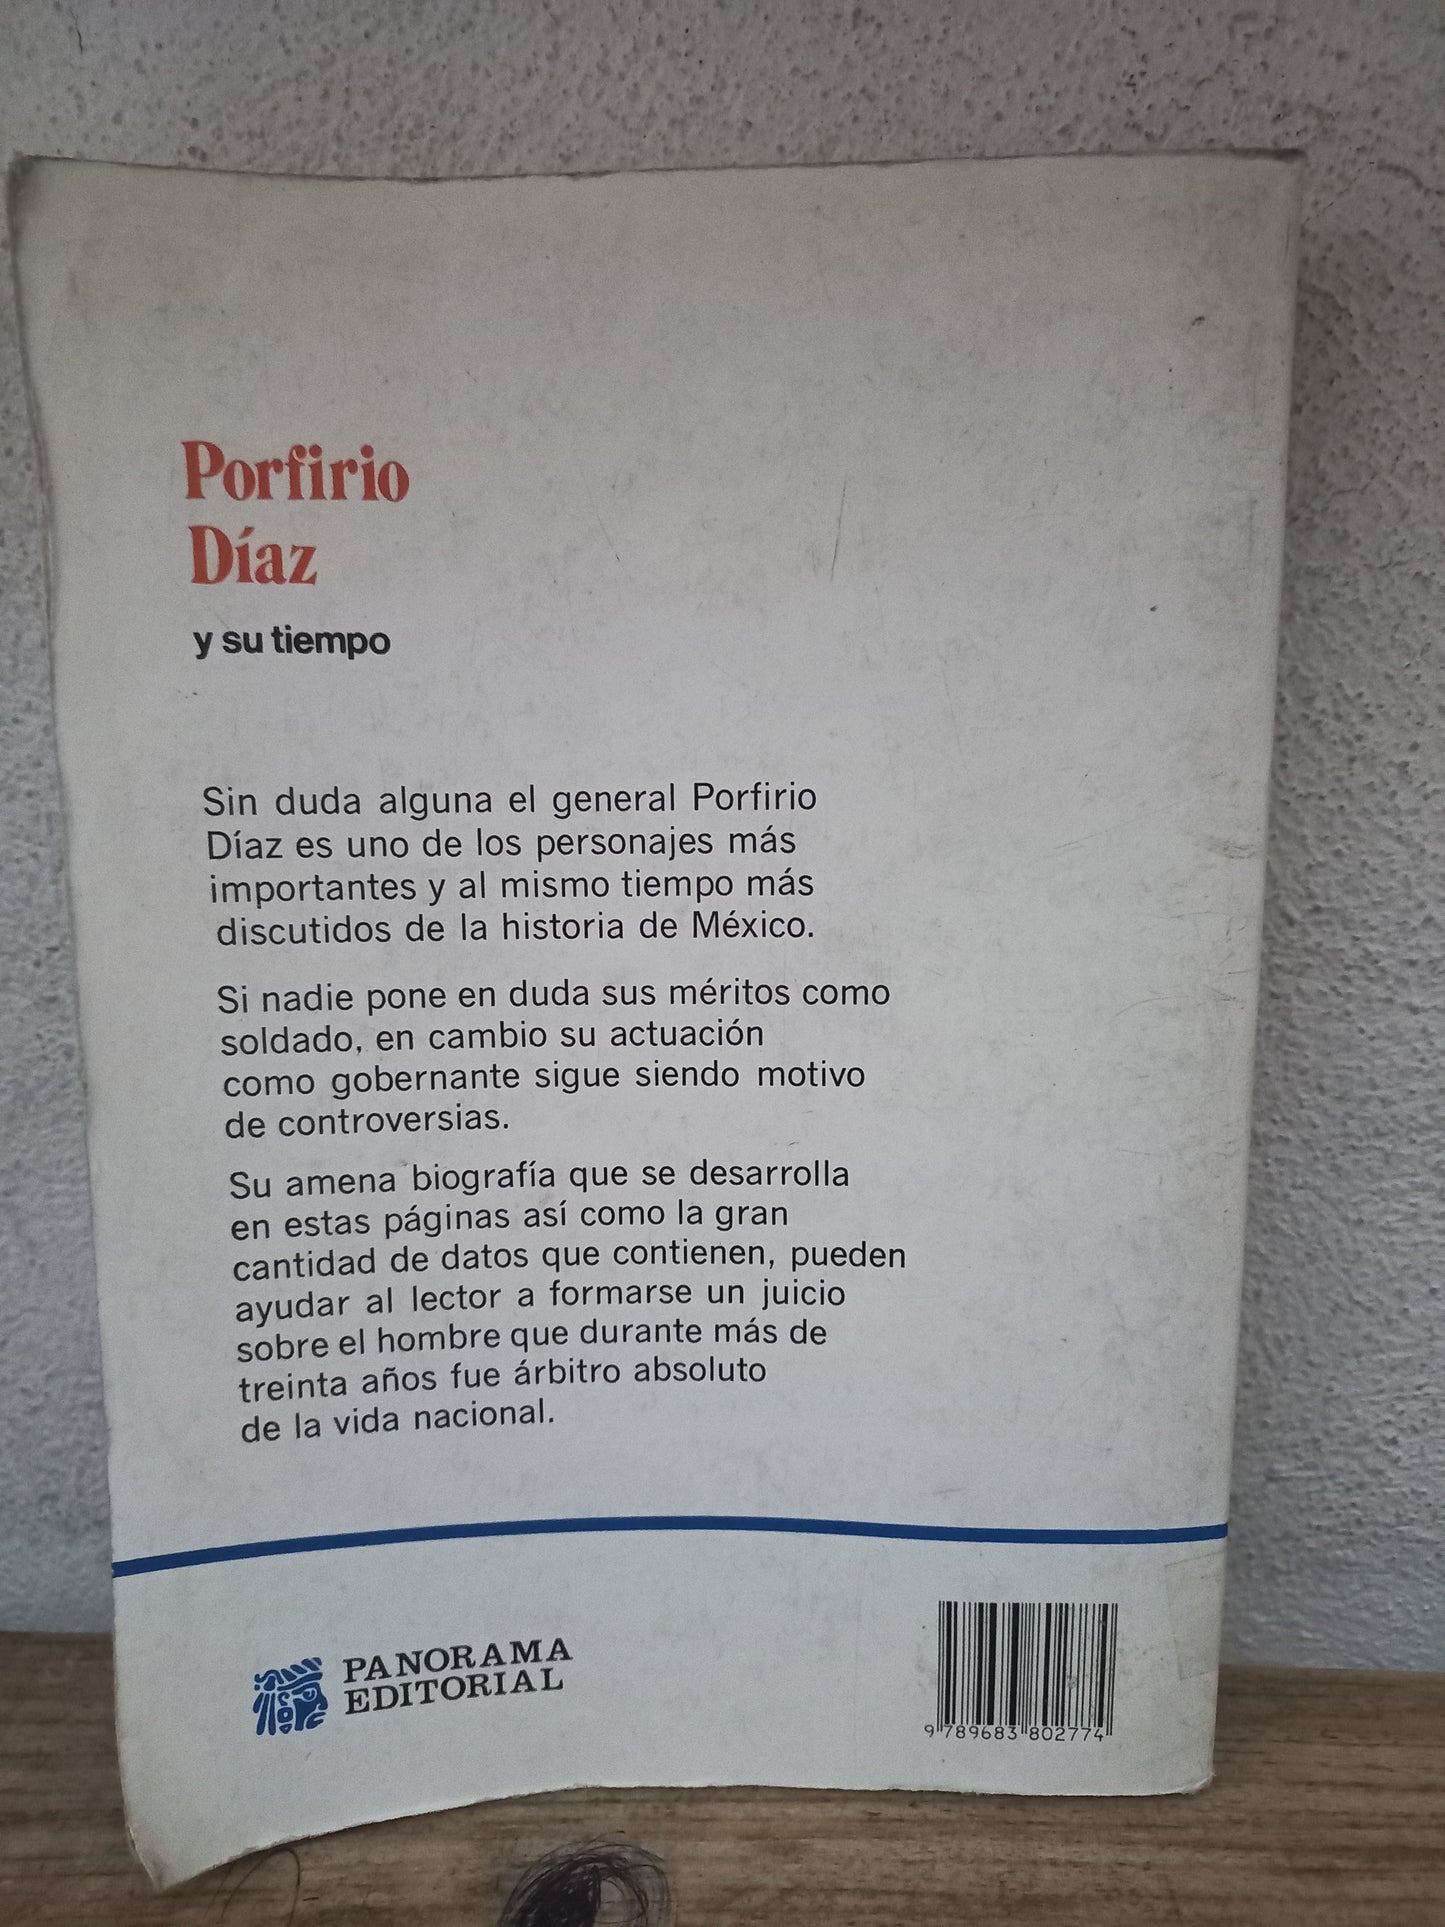 Porfirio
Díaz
y su tiempo
Sin duda alguna el general Porfirio
Díaz es uno de los personajes más
importantes y al mismo tiempo más
discutidos de la historia de México.
Si nadie pone en duda sus méritos como
soldado, en cambio su actuación
como gobernante sigue siendo motivo
de controversias.
Su amena biografía que se desarrolla
en estas páginas así como la gran
cantidad de datos que contienen, pueden
ayudar al lector a formarse un juicio
sobre el hombre que durante más de
treinta años fue árbitro absoluto
de la vida nacional.
PANORAMA
EDITORIAL
9 789683 802774